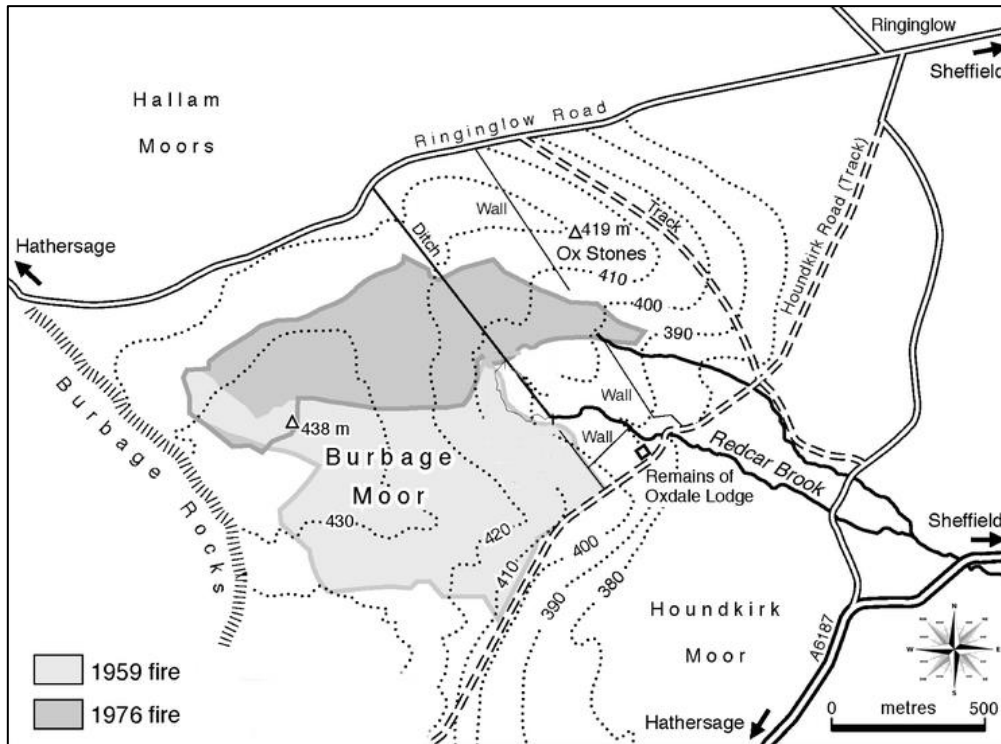 Ringinglow
Sheffield
Hallam
Moors
Ringinglow Road
Houndkirk Road (Track)
Hathersage
Wall
Track
419 m
Ox Stones
Ditch
410
400
390
Burbage Rocks
438 m
Wall
Burbage
Moor
Wall
Redcar Brook
Remains of
Oxdale Lodge
430
420
410
400
390
380
Sheffield
Houndkirk
Moor
A6187
N
W
E
S
1959 fire
1976 fire
metres
0
500
Hathersage